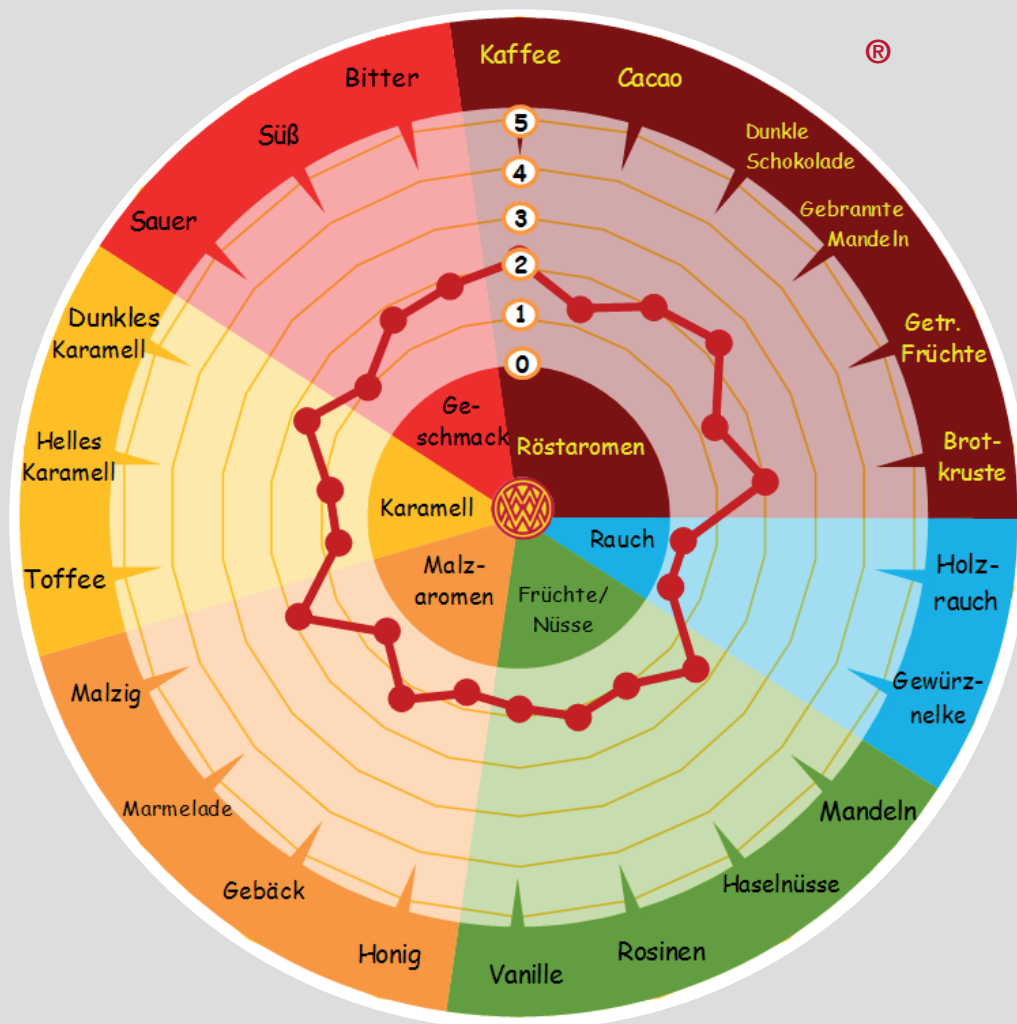 ®
Kaffee
Cacao
Dunkle
Schokolade
Gebrannte
Mandeln
Getr.
Früchte
Brot-
kruste
Holz-
rauch
Gewürz-
nelke
Mandeln
Haselnüsse
Rosinen
Vanille
Honig
Gebäck
Marmelade
Malzig
Toffee
Helles
Karamell
Dunkles
Karamell
Sauer
Süß
Bitter
5
4
3
2
1
0
Ge-
schmack
Röstaromen
Karamell
Rauch
Malz-
aromen
Früchte/
Nüsse